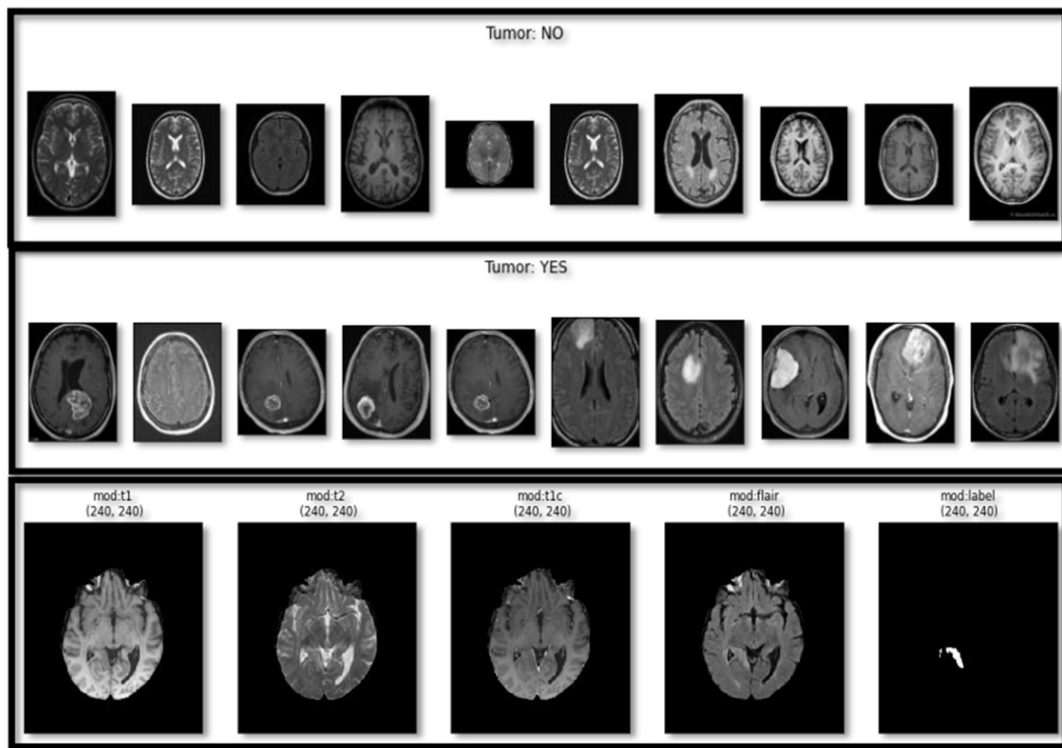 Tumor: NO
Tumor: YES
mod:t1
(240, 240)
mod:t2
(240, 240)
mod:t1c
(240, 240)
mod:flair
(240, 240)
mod:label
(240, 240)